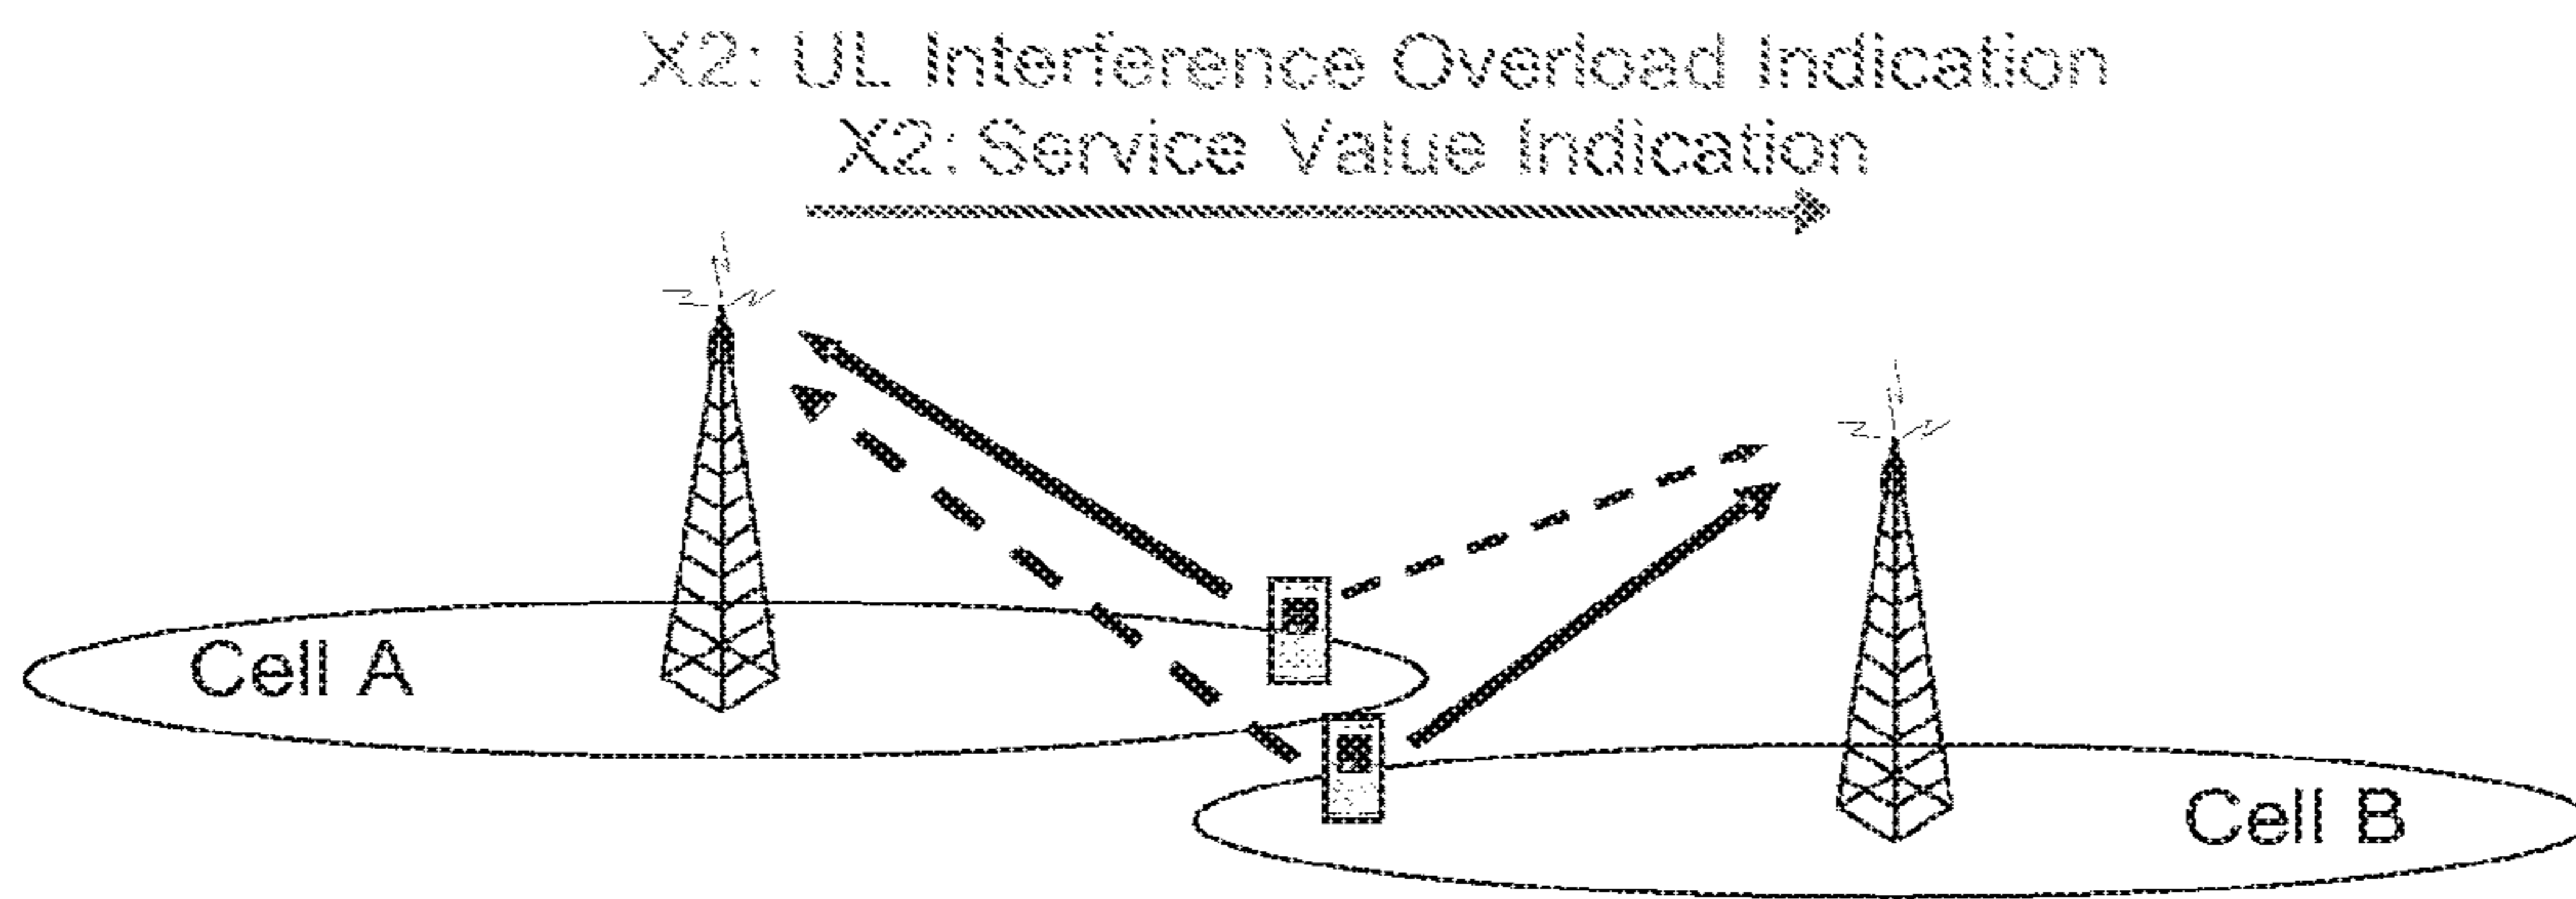 X2: UL Interference Overload Indication
X2: Service Value Indication
Cell A
Cell B